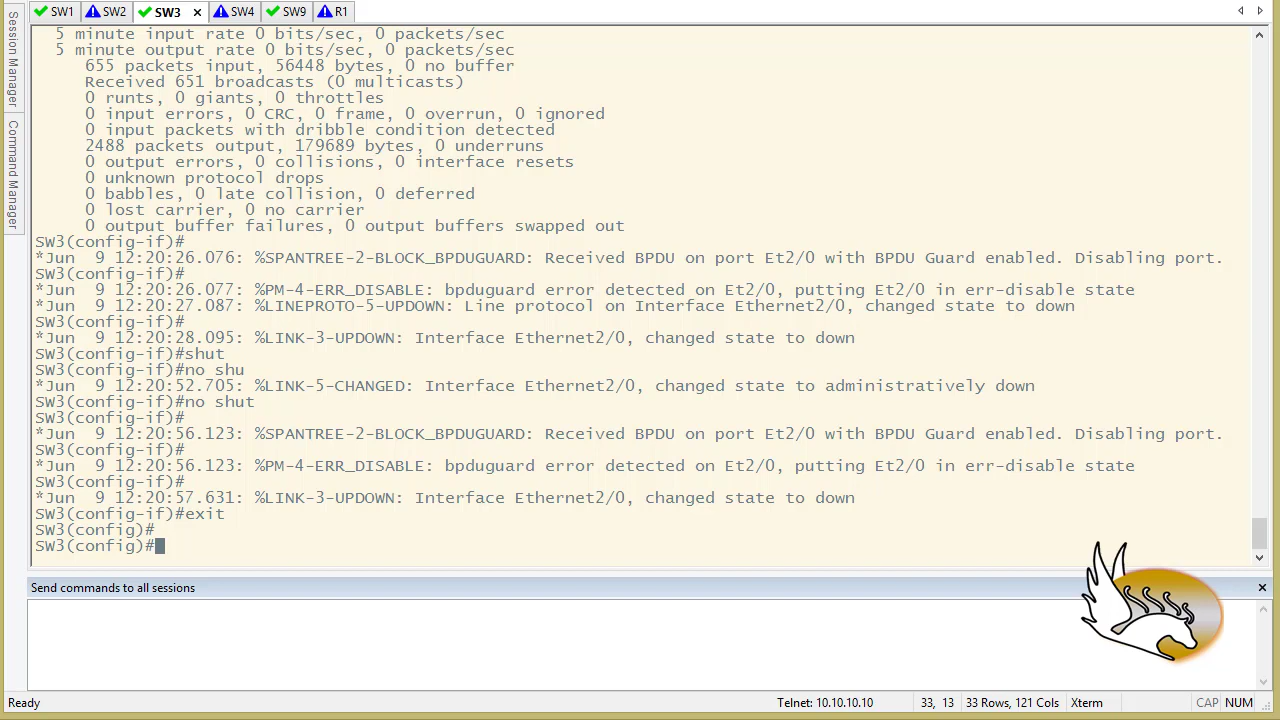 SW1 SW2 SW3 × SW4 SW9 R1
Session Manager
Command Manager
5 minute input rate 0 bits/sec, 0 packets/sec
5 minute output rate 0 bits/sec, 0 packets/sec
655 packets input, 56448 bytes, 0 no buffer
Received 651 broadcasts (0 multicasts)
0 runts, 0 giants, 0 throttles
0 input errors, 0 CRC, 0 frame, 0 overrun, 0 ignored
0 input packets with dribble condition detected
2488 packets output, 179689 bytes, 0 underruns
0 output errors, 0 collisions, 0 interface resets
0 unknown protocol drops
0 babbles, 0 late collision, 0 deferred
0 lost carrier, 0 no carrier
0 output buffer failures, 0 output buffers swapped out
SW3(config-if)#
*Jun  9 12:20:26.076: %SPANTREE-2-BLOCK_BPDUGUARD: Received BPDU on port Et2/0 with BPDU Guard enabled. Disabling port.
SW3(config-if)#
*Jun  9 12:20:26.077: %PM-4-ERR_DISABLE: bpduguard error detected on Et2/0, putting Et2/0 in err-disable state
*Jun  9 12:20:27.087: %LINEPROTO-5-UPDOWN: Line protocol on Interface Ethernet2/0, changed state to down
SW3(config-if)#
*Jun  9 12:20:28.095: %LINK-3-UPDOWN: Interface Ethernet2/0, changed state to down
SW3(config-if)#shut
SW3(config-if)#no shu
*Jun  9 12:20:52.705: %LINK-5-CHANGED: Interface Ethernet2/0, changed state to administratively down
SW3(config-if)#no shut
SW3(config-if)#
*Jun  9 12:20:56.123: %SPANTREE-2-BLOCK_BPDUGUARD: Received BPDU on port Et2/0 with BPDU Guard enabled. Disabling port.
SW3(config-if)#
*Jun  9 12:20:56.123: %PM-4-ERR_DISABLE: bpduguard error detected on Et2/0, putting Et2/0 in err-disable state
SW3(config-if)#
*Jun  9 12:20:57.631: %LINK-3-UPDOWN: Interface Ethernet2/0, changed state to down
SW3(config-if)#exit
SW3(config)#
SW3(config)#
Send commands to all sessions ×
Ready Telnet: 10.10.10.10 33, 13 33 Rows, 121 Cols Xterm CAP NUM